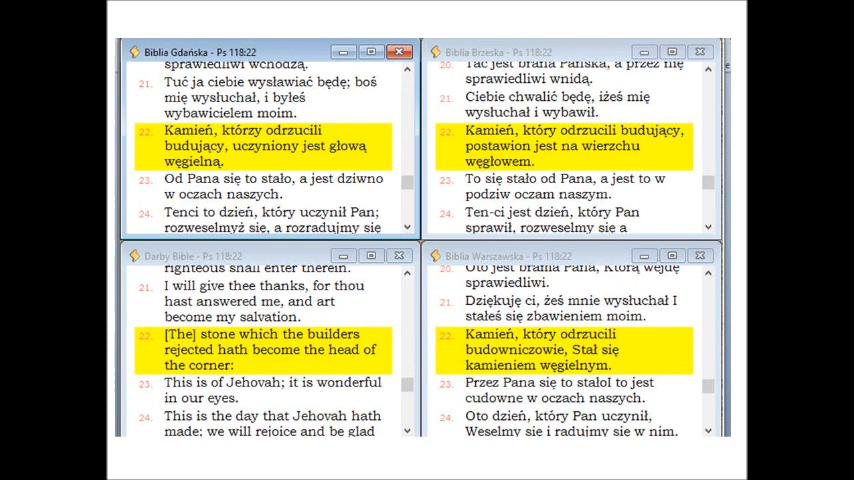 Biblia Gdańska - Ps 118:22
sprawiedliwi wchodzą.
21. Tuć ja ciebie wysławiać będę; boś
mię wysłuchał, i byłeś
wybawicielem moim.
22. Kamień, którzy odrzucili
budujący, uczyniony jest głową
węgielną.
23. Od Pana się to stało, a jest dziwno
w oczach naszych.
24. Tenci to dzień, który uczynił Pan;
rozweselmyż się, a rozradujmy się
Biblia Brzeska - Ps 118:22
20. Tać jest brana Pańska, a przez nię
sprawiedliwi wnidą.
21. Ciebie chwalić będę, iżeś mię
wysłuchał i wybawił.
22. Kamień, który odrzucili budujący,
postawion jest na wierzchu
węgłowem.
23. To się stało od Pana, a jest to w
podziw oczam naszym.
24. Ten-ci jest dzień, który Pan
sprawił, rozweselmy się a
Darby Bible - Ps 118:22
righteous shall enter therein.
21. I will give thee thanks, for thou
hast answered me, and art
become my salvation.
22. [The] stone which the builders
rejected hath become the head of
the corner:
23. This is of Jehovah; it is wonderful
in our eyes.
24. This is the day that Jehovah hath
made; we will rejoice and be glad
Biblia Warszawska - Ps 118:22
20. Oto jest brama Pana, Którą wejdę
sprawiedliwi.
21. Dziękuję ci, żeś mnie wysłuchał I
stałeś się zbawieniem moim.
22. Kamień, który odrzucili
budowniczowie, Stał się
kamieniem węgielnym.
23. Przez Pana się to stałoI to jest
cudowne w oczach naszych.
24. Oto dzień, który Pan uczynił,
Weselmy się i radujmy się w nim.